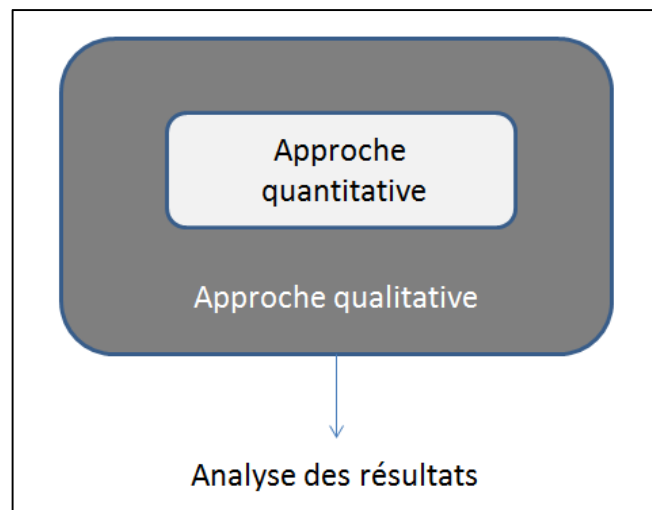 Approche
quantitative
Approche qualitative
Analyse des résultats